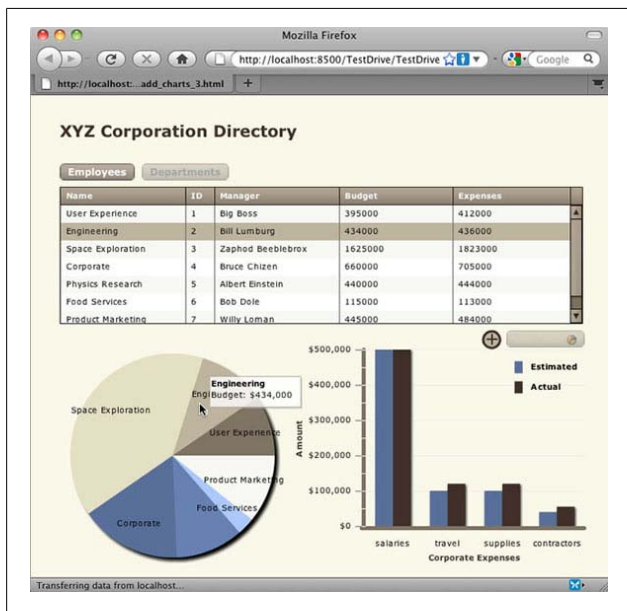 Mozilla Firefox
http://localhost:8500/TestDrive/TestDrive
Google
http://localhost:...add_charts_3.html
XYZ Corporation Directory
Employees Departments
Name ID Manager Budget Expenses
User Experience 1 Big Boss 395000 412000
Engineering 2 Bill Lumburg 434000 436000
Space Exploration 3 Zaphod Beeblebrox 1625000 1823000
Corporate 4 Bruce Chizen 660000 705000
Physics Research 5 Albert Einstein 440000 444000
Food Services 6 Bob Dole 115000 113000
Product Marketing 7 Willy Loman 445000 484000
Engineering
Budget: $434,000
Engi
Space Exploration
User Experience
Product Marketing
Food Services
Corporate
$500,000
$400,000
$300,000
$200,000
$100,000
$0
Amount
Estimated
Actual
salaries travel supplies contractors
Corporate Expenses
Transferring data from localhost...